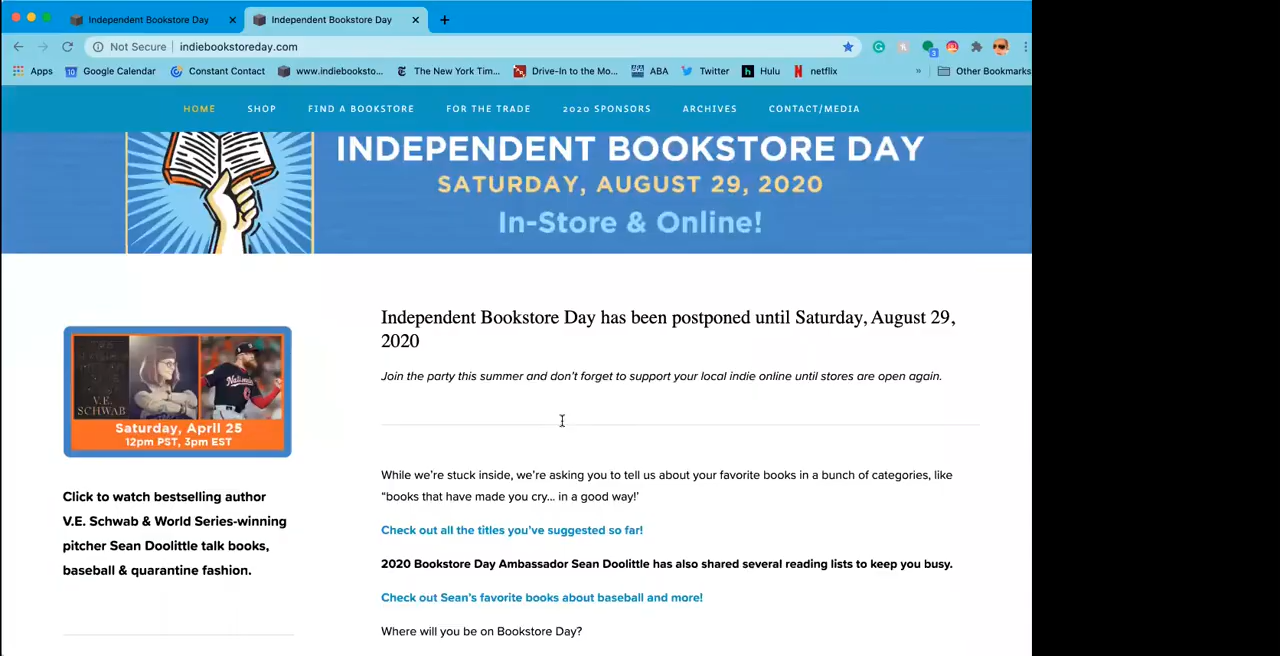 Independent Bookstore Day
Independent Bookstore Day
Not Secure indiebookstoreday.com
Apps
10
Google Calendar
Constant Contact
www.indiebooksto...
The New York Tim...
Drive-In to the Mo...
ABA
Twitter
h
Hulu
N
netflix
»
Other Bookmarks
HOME
SHOP
FIND A BOOKSTORE
FOR THE TRADE
2020 SPONSORS
ARCHIVES
CONTACT/MEDIA
INDEPENDENT BOOKSTORE DAY
SATURDAY, AUGUST 29, 2020
In-Store & Online!
V.E.
SCHWAB
Nationals
Saturday, April 25
12pm PST, 3pm EST
Click to watch bestselling author
V.E. Schwab & World Series-winning
pitcher Sean Doolittle talk books,
baseball & quarantine fashion.
Independent Bookstore Day has been postponed until Saturday, August 29,
2020
Join the party this summer and don't forget to support your local indie online until stores are open again.
While we're stuck inside, we're asking you to tell us about your favorite books in a bunch of categories, like
“books that have made you cry... in a good way!’
Check out all the titles you've suggested so far!
2020 Bookstore Day Ambassador Sean Doolittle has also shared several reading lists to keep you busy.
Check out Sean's favorite books about baseball and more!
Where will you be on Bookstore Day?